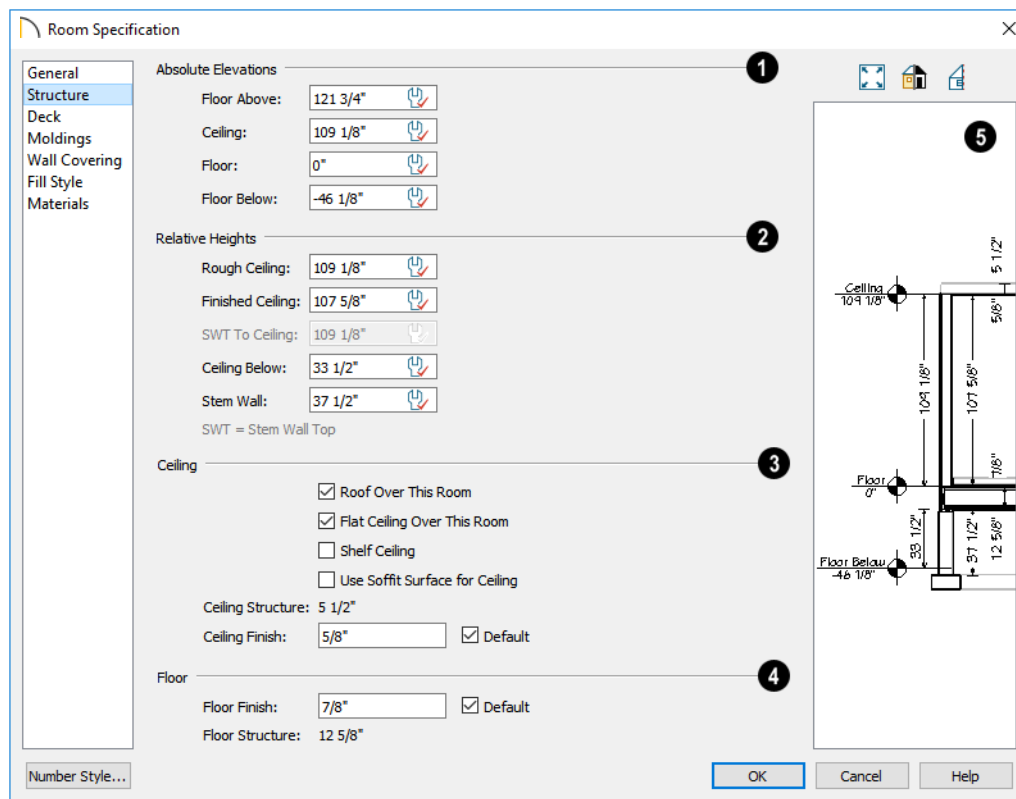 Room Specification
General
Structure
Deck
Moldings
Wall Covering
Fill Style
Materials
Number Style...
Absolute Elevations
1
Floor Above: 121 3/4"
Ceiling: 109 1/8"
Floor: 0"
Floor Below: -46 1/8"
Relative Heights
2
Rough Ceiling: 109 1/8"
Finished Ceiling: 107 5/8"
SWT To Ceiling: 109 1/8"
Ceiling Below: 33 1/2"
Stem Wall: 37 1/2"
SWT = Stem Wall Top
Ceiling
3
Roof Over This Room
Flat Ceiling Over This Room
Shelf Ceiling
Use Soffit Surface for Ceiling
Ceiling Structure: 5 1/2"
Ceiling Finish: 5/8" Default
Floor
4
Floor Finish: 7/8" Default
Floor Structure: 12 5/8"
5
5 1/2"
Ceiling
109 1/8"
5/8"
109 1/8"
107 5/8"
7/8"
Floor
0"
33 1/2"
37 1/2"
12 5/8"
Floor Below
-46 1/8"
OK
Cancel
Help